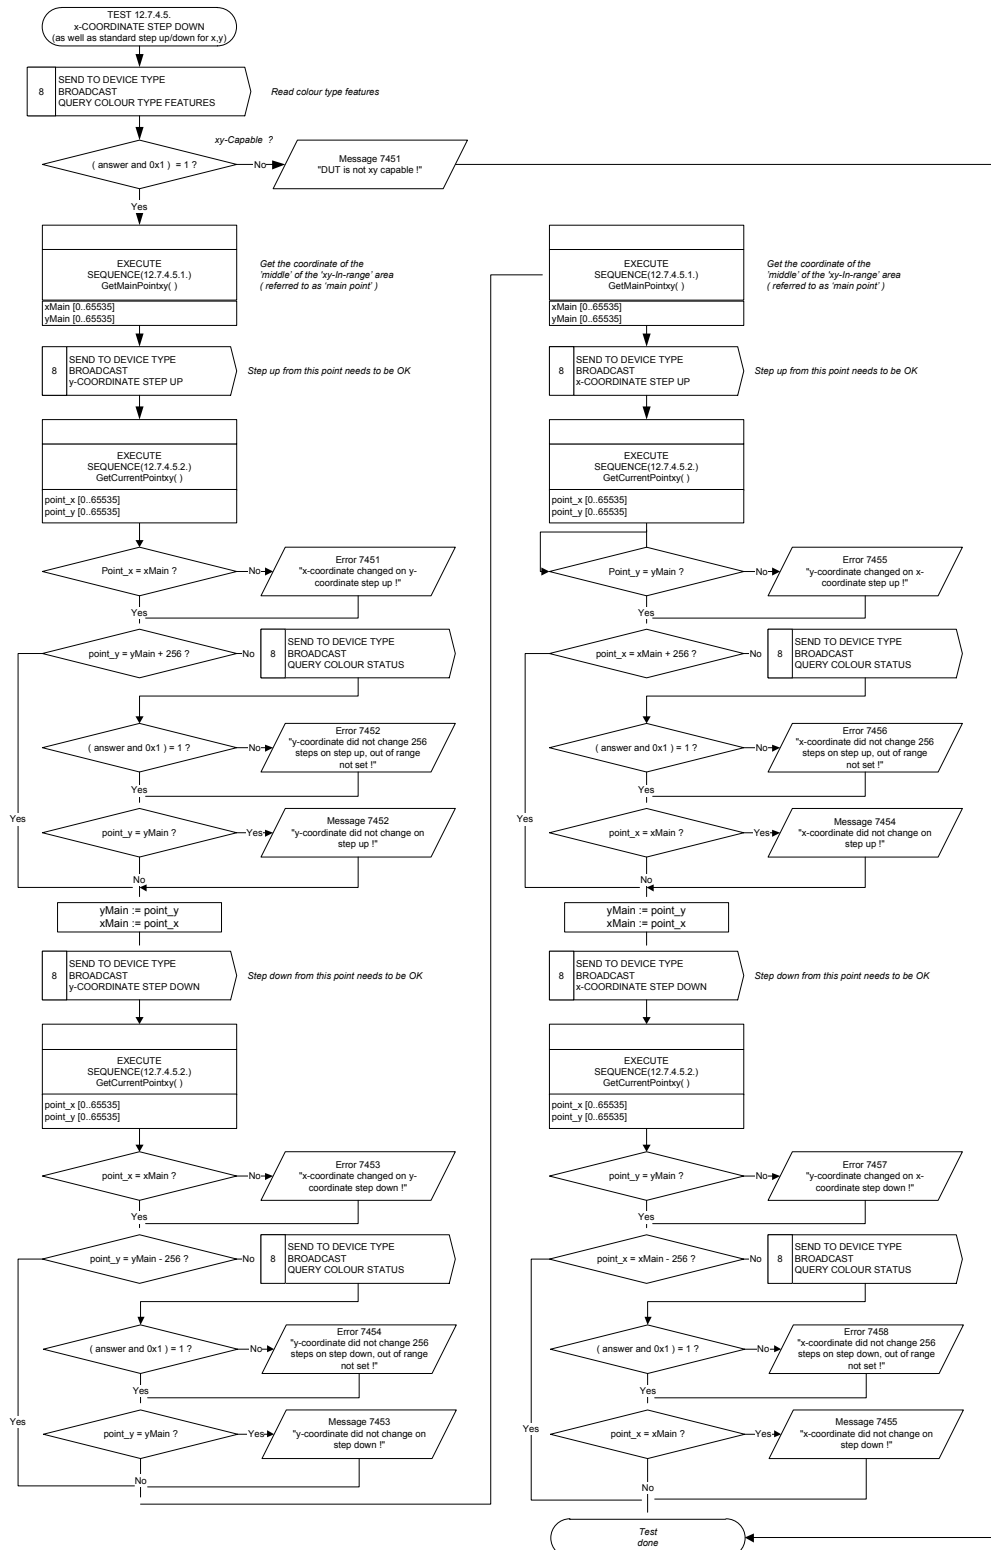 TEST 12.7.4.5.
x-COORDINATE STEP DOWN
(as well as standard step up/down for x,y)
8
SEND TO DEVICE TYPE
BROADCAST
QUERY COLOUR TYPE FEATURES
Read colour type features
xy-Capable ?
( answer and 0x1 ) = 1 ?
No
Message 7451
"DUT is not xy capable !"
Yes
EXECUTE
SEQUENCE(12.7.4.5.1.)
GetMainPointxy( )
xMain [0..65535]
yMain [0..65535]
Get the coordinate of the
'middle' of the 'xy-In-range' area
( referred to as 'main point' )
8
SEND TO DEVICE TYPE
BROADCAST
y-COORDINATE STEP UP
Step up from this point needs to be OK
EXECUTE
SEQUENCE(12.7.4.5.2.)
GetCurrentPointxy( )
point_x [0..65535]
point_y [0..65535]
Point_x = xMain ?
No
Error 7451
"x-coordinate changed on y-
coordinate step up !"
Yes
point_y = yMain + 256 ?
No
8
SEND TO DEVICE TYPE
BROADCAST
QUERY COLOUR STATUS
( answer and 0x1 ) = 1 ?
No
Error 7452
"y-coordinate did not change 256
steps on step up, out of range
not set !"
Yes
Yes
point_y = yMain ?
Yes
Message 7452
"y-coordinate did not change on
step up !"
No
yMain := point_y
xMain := point_x
8
SEND TO DEVICE TYPE
BROADCAST
y-COORDINATE STEP DOWN
Step down from this point needs to be OK
EXECUTE
SEQUENCE(12.7.4.5.2.)
GetCurrentPointxy( )
point_x [0..65535]
point_y [0..65535]
point_x = xMain ?
No
Error 7453
"x-coordinate changed on y-
coordinate step down !"
Yes
point_y = yMain - 256 ?
No
8
SEND TO DEVICE TYPE
BROADCAST
QUERY COLOUR STATUS
( answer and 0x1 ) = 1 ?
No
Error 7454
"y-coordinate did not change 256
steps on step down, out of range
not set !"
Yes
Yes
point_y = yMain ?
Yes
Message 7453
"y-coordinate did not change on
step down !"
No
EXECUTE
SEQUENCE(12.7.4.5.1.)
GetMainPointxy( )
xMain [0..65535]
yMain [0..65535]
Get the coordinate of the
'middle' of the 'xy-In-range' area
( referred to as 'main point' )
8
SEND TO DEVICE TYPE
BROADCAST
x-COORDINATE STEP UP
Step up from this point needs to be OK
EXECUTE
SEQUENCE(12.7.4.5.2.)
GetCurrentPointxy( )
point_x [0..65535]
point_y [0..65535]
Point_y = yMain ?
No
Error 7455
"y-coordinate changed on x-
coordinate step up !"
Yes
point_x = xMain + 256 ?
No
8
SEND TO DEVICE TYPE
BROADCAST
QUERY COLOUR STATUS
( answer and 0x1 ) = 1 ?
No
Error 7456
"x-coordinate did not change 256
steps on step up, out of range
not set !"
Yes
Yes
point_x = xMain ?
Yes
Message 7454
"x-coordinate did not change on
step up !"
No
yMain := point_y
xMain := point_x
8
SEND TO DEVICE TYPE
BROADCAST
x-COORDINATE STEP DOWN
Step down from this point needs to be OK
EXECUTE
SEQUENCE(12.7.4.5.2.)
GetCurrentPointxy( )
point_x [0..65535]
point_y [0..65535]
point_y = yMain ?
No
Error 7457
"y-coordinate changed on x-
coordinate step down !"
Yes
point_x = xMain - 256 ?
No
8
SEND TO DEVICE TYPE
BROADCAST
QUERY COLOUR STATUS
( answer and 0x1 ) = 1 ?
No
Error 7458
"x-coordinate did not change 256
steps on step down, out of range
not set !"
Yes
Yes
point_x = xMain ?
Yes
Message 7455
"x-coordinate did not change on
step down !"
No
Test
done